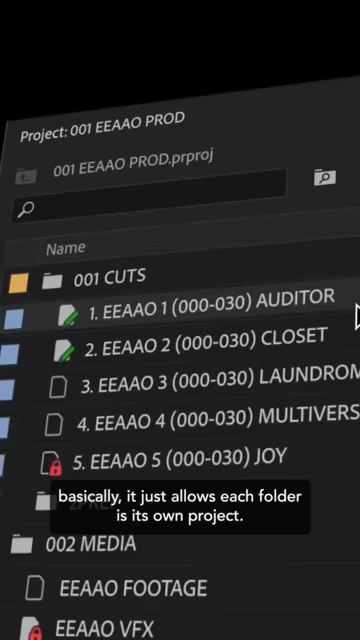 Project: 001 EEAAO PROD
001 EEAAO PROD.prproj
Name
001 CUTS
1. EEAAO 1 (000-030) AUDITOR
2. EEAAO 2 (000-030) CLOSET
3. EEAAO 3 (000-030) LAUNDROM
4. EEAAO 4 (000-030) MULTIVERS
5. EEAAO 5 (000-030) JOY
basically, it just allows each folder
is its own project.
002 MEDIA
EEAAO FOOTAGE
EEAAO VFX